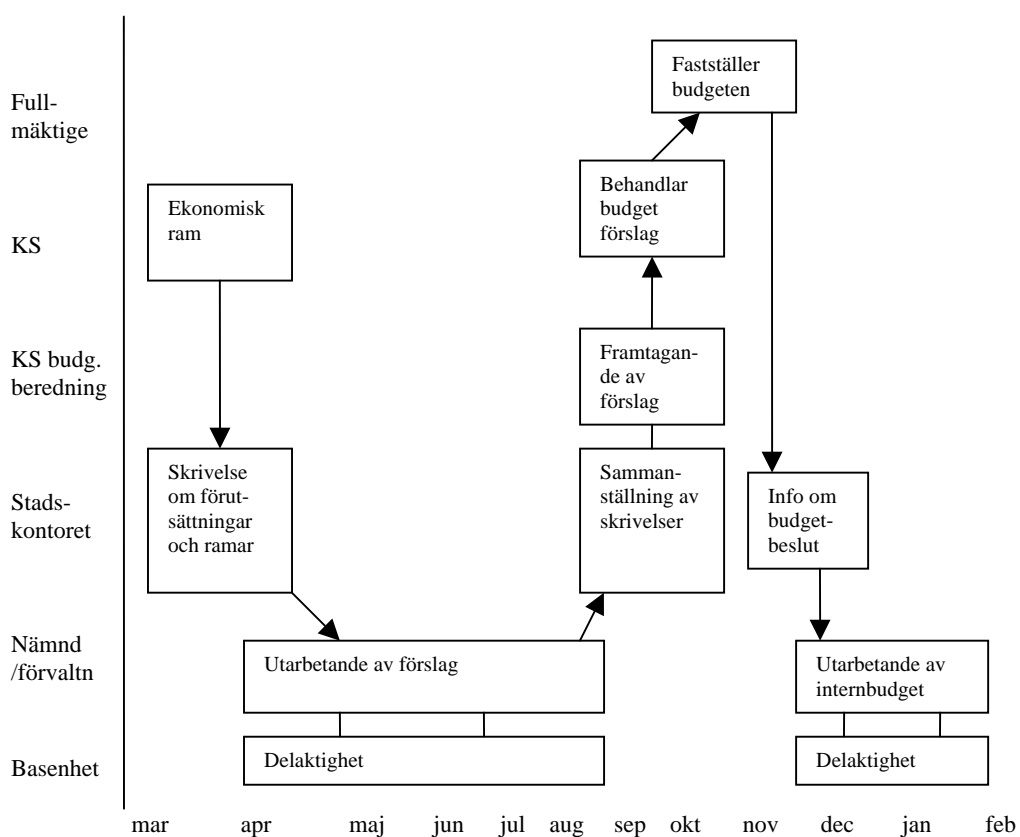 Full-
mäktige
Fastställer
budgeten
KS
Ekonomisk
ram
Behandlar
budget
förslag
KS budg.
beredning
Framtagan-
de av
förslag
Stads-
kontoret
Skrivelse
om förut-
sättningar
och ramar
Samman-
ställning av
skrivelser
Info om
budget-
beslut
Nämnd
/förvaltn
Utarbetande av förslag
Utarbetande av
internbudget
Basenhet
Delaktighet
Delaktighet
mar apr maj jun jul aug sep okt nov dec jan feb